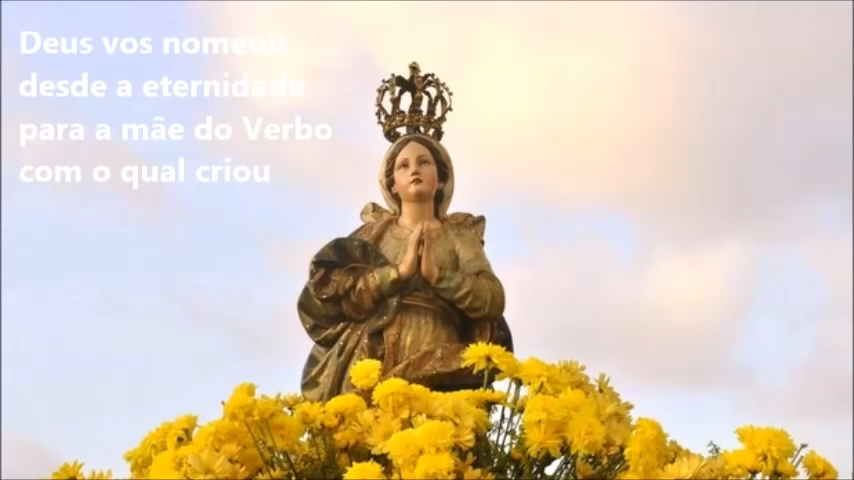 Deus vos nomeou
desde a eternidade
para a mãe do Verbo
com o qual criou